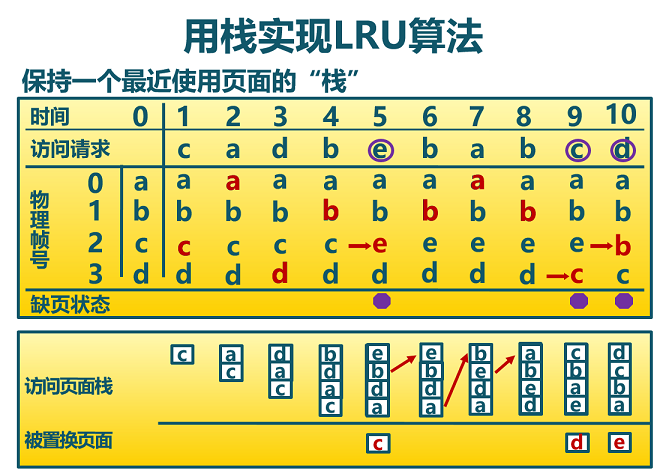 用栈实现LRU算法
保持一个最近使用页面的“栈”
时间 0 1 2 3 4 5 6 7 8 9 10
访问请求 c a d b e b a b c d
物理帧号
0 a a a a a a a a a a a
1 b b b b b b b b b b b
2 c c c c c →e e e e e →b
3 d d d d d d d d d →c c
缺页状态
访问页面栈
c a d b e e b a c d
c a d b b e b b c
c a d d d e a b
c a a a d e a
被置换页面 c d e